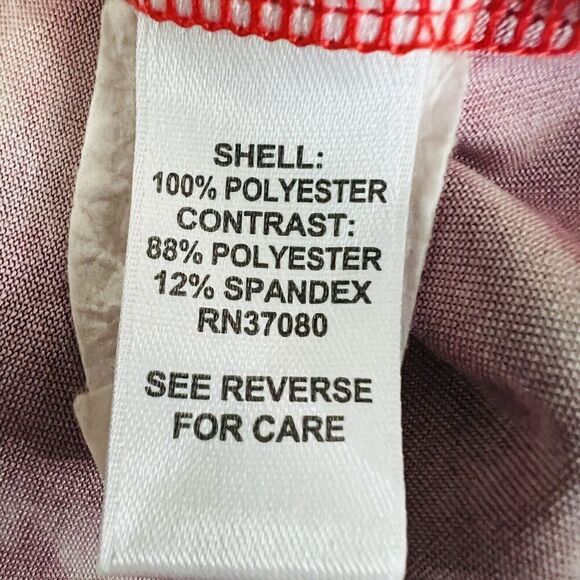 SHELL:
100% POLYESTER
CONTRAST:
88% POLYESTER
12% SPANDEX
RN37080
SEE REVERSE
FOR CARE